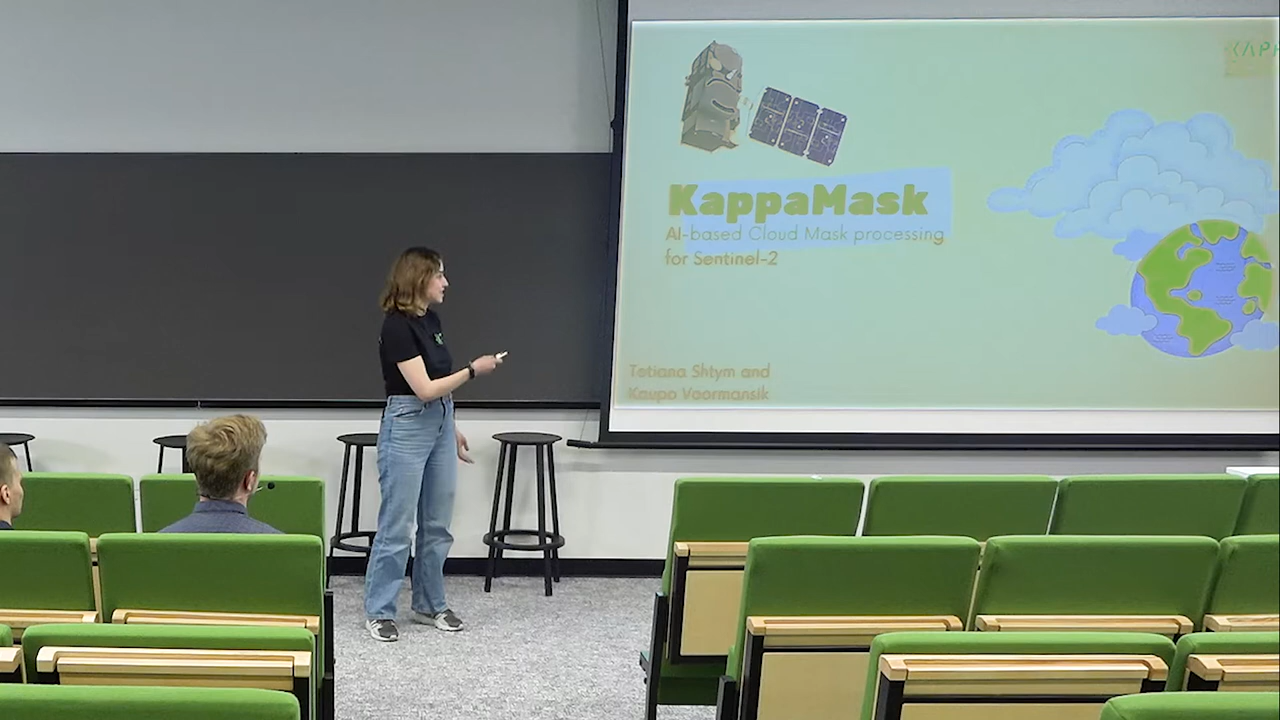 KappaMask
AI-based Cloud Mask processing
for Sentinel-2
Tatiana Shtym and
Kaupo Voormansik